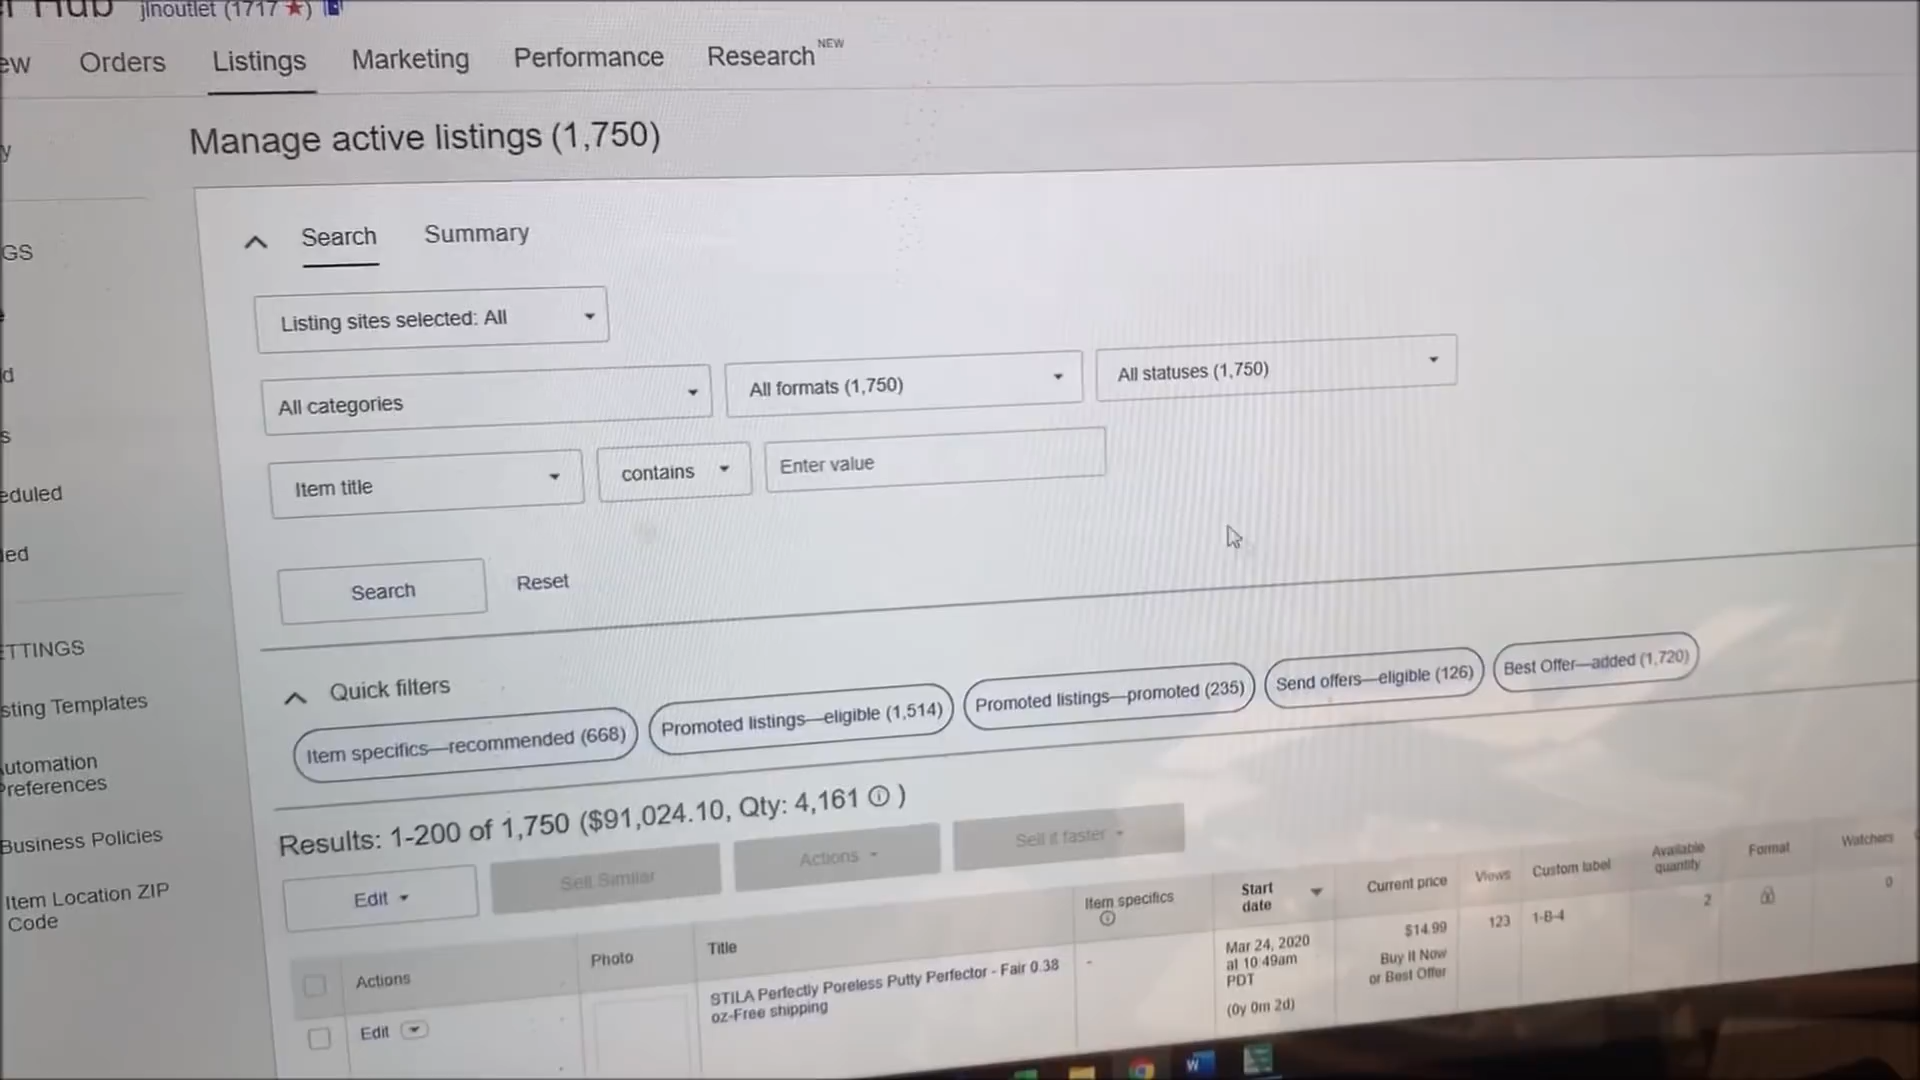 Hub jlnoutlet (1717 ★)
ew Orders Listings Marketing Performance Research NEW
Manage active listings (1,750)
y
Search Summary
GS
Listing sites selected: All
All categories All formats (1,750) All statuses (1,750)
d
s
Item title contains Enter value
eduled
ed
Search Reset
ETTINGS
Quick filters
sting Templates
Item specifics—recommended (668) Promoted listings—eligible (1,514) Promoted listings—promoted (235) Send offers—eligible (126) Best Offer—added (1,720)
utomation
Preferences
Results: 1-200 of 1,750 ($91,024.10, Qty: 4,161 )
Business Policies
Edit Sell Similar Actions Sell it faster
Item Location ZIP
Code
Actions Photo Title Item specifics Start date Current price Views Custom label Available quantity Format Watchers
Edit STILA Perfectly Poreless Putty Perfector - Fair 0.38
oz-Free shipping
-
Mar 24, 2020
at 10:49am
PDT
(0y 0m 2d)
$14.99
Buy It Now
or Best Offer
123
1-B-4
2
0
W